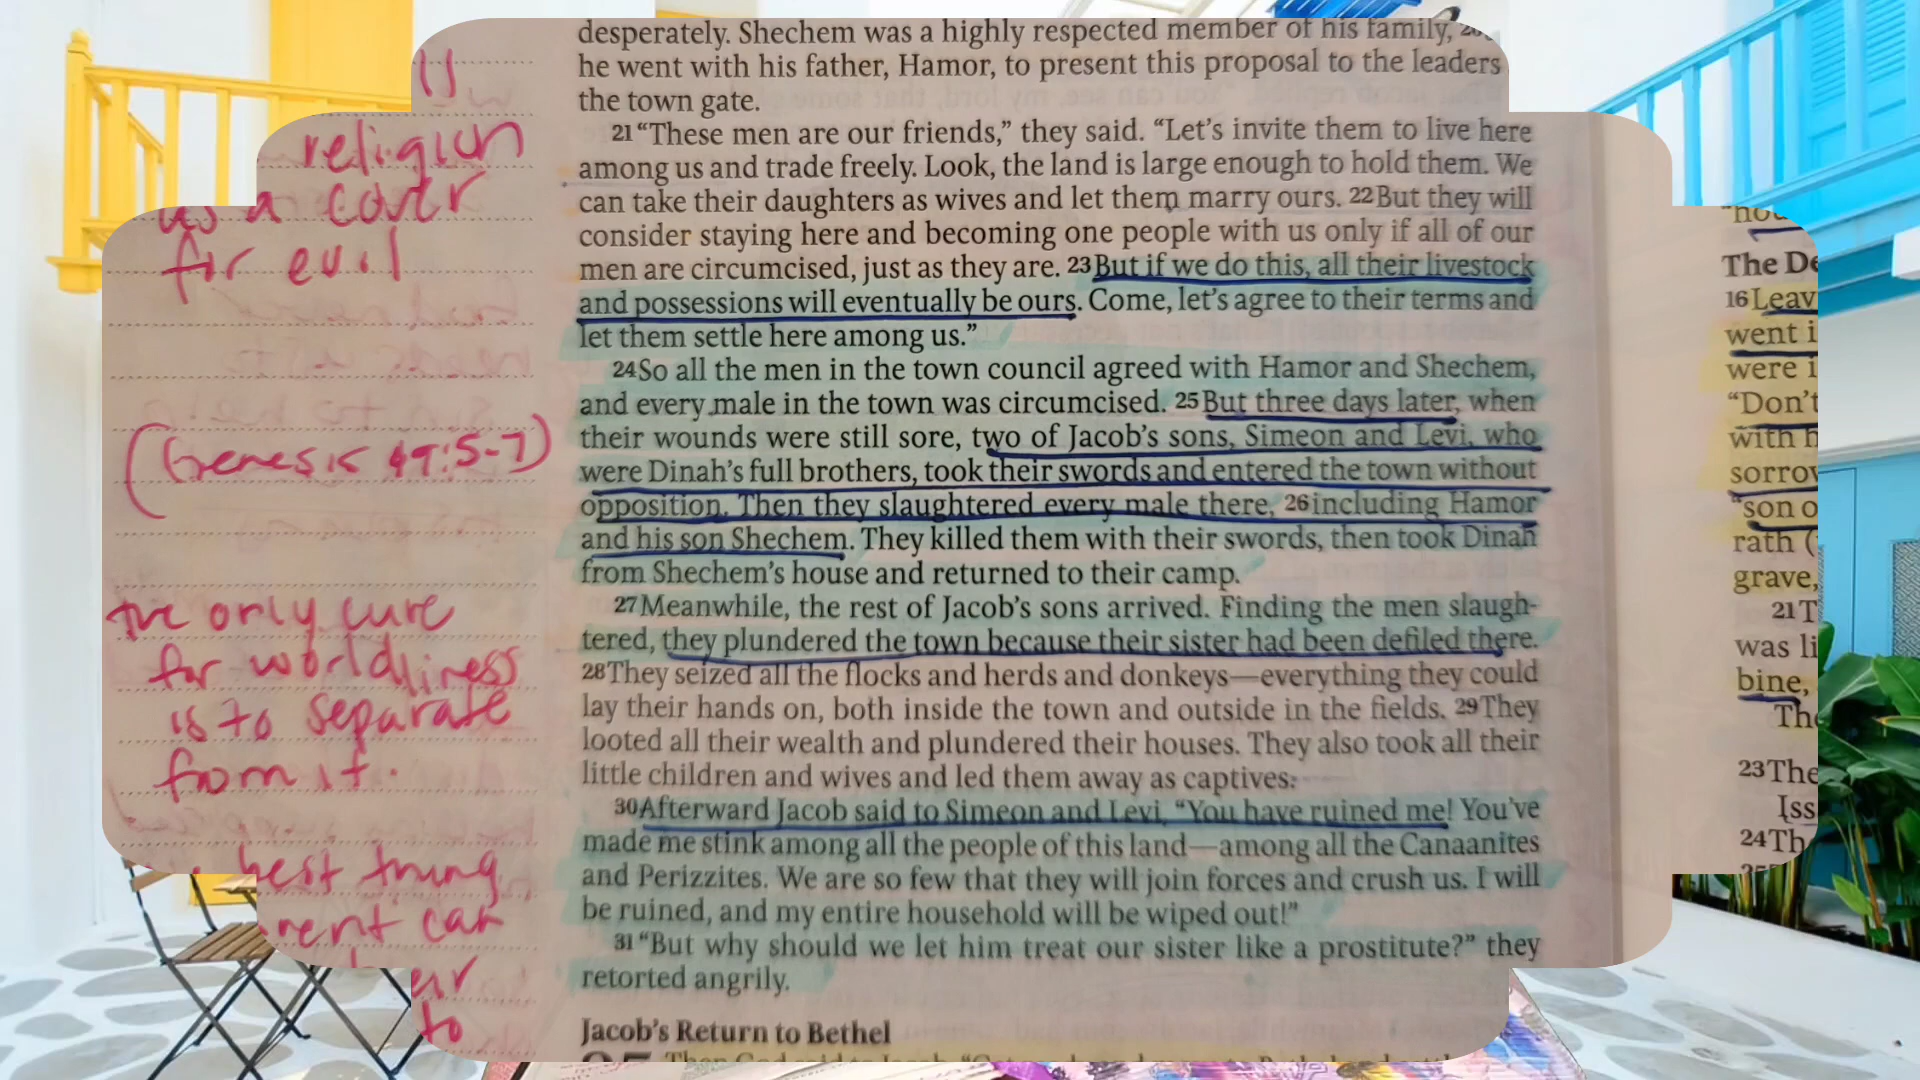 religion
as a cover
for evil
(Genesis 49:5-7)
the only cure
for worldliness
is to separate
from it.
best thing
can
to
desperately. Shechem was a highly respected member of his family,
he went with his father, Hamor, to present this proposal to the leaders
the town gate.
21 “These men are our friends,” they said. “Let’s invite them to live here
among us and trade freely. Look, the land is large enough to hold them. We
can take their daughters as wives and let them marry ours. 22 But they will
consider staying here and becoming one people with us only if all of our
men are circumcised, just as they are. 23 But if we do this, all their livestock
and possessions will eventually be ours. Come, let’s agree to their terms and
let them settle here among us.”
24 So all the men in the town council agreed with Hamor and Shechem,
and every male in the town was circumcised. 25 But three days later, when
their wounds were still sore, two of Jacob’s sons, Simeon and Levi, who
were Dinah’s full brothers, took their swords and entered the town without
opposition. Then they slaughtered every male there, 26 including Hamor
and his son Shechem. They killed them with their swords, then took Dinah
from Shechem’s house and returned to their camp.
27 Meanwhile, the rest of Jacob’s sons arrived. Finding the men slaugh-
tered, they plundered the town because their sister had been defiled there.
28 They seized all the flocks and herds and donkeys—everything they could
lay their hands on, both inside the town and outside in the fields. 29 They
looted all their wealth and plundered their houses. They also took all their
little children and wives and led them away as captives.
30 Afterward Jacob said to Simeon and Levi, “You have ruined me! You’ve
made me stink among all the people of this land—among all the Canaanites
and Perizzites. We are so few that they will join forces and crush us. I will
be ruined, and my entire household will be wiped out!”
31 “But why should we let him treat our sister like a prostitute?” they
retorted angrily.
Jacob’s Return to Bethel
The De
16 Leav
went i
were i
“Don’t
with h
sorrov
“son o
rath (
grave,
21 T
was li
bine,
The
23 The
Iss
24 Th